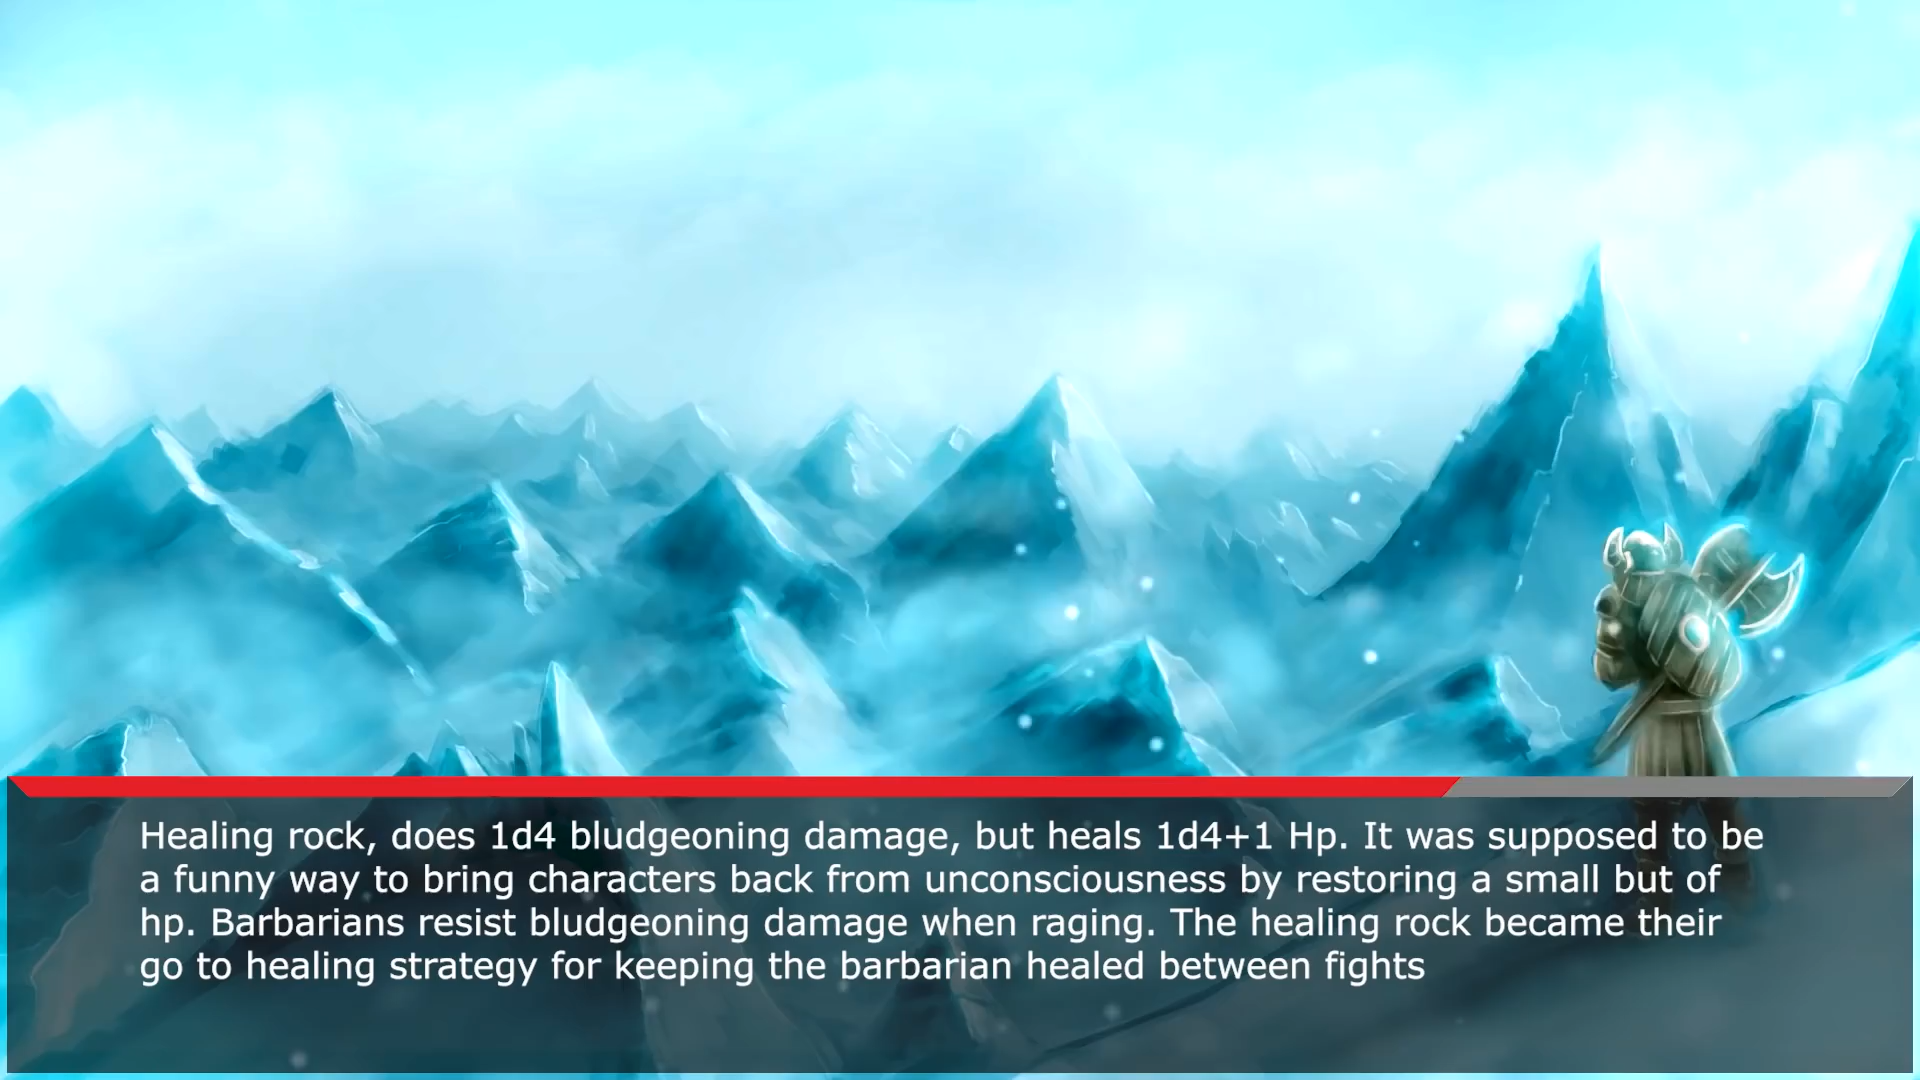 Healing rock, does 1d4 bludgeoning damage, but heals 1d4+1 Hp. It was supposed to be
a funny way to bring characters back from unconsciousness by restoring a small but of
hp. Barbarians resist bludgeoning damage when raging. The healing rock became their
go to healing strategy for keeping the barbarian healed between fights